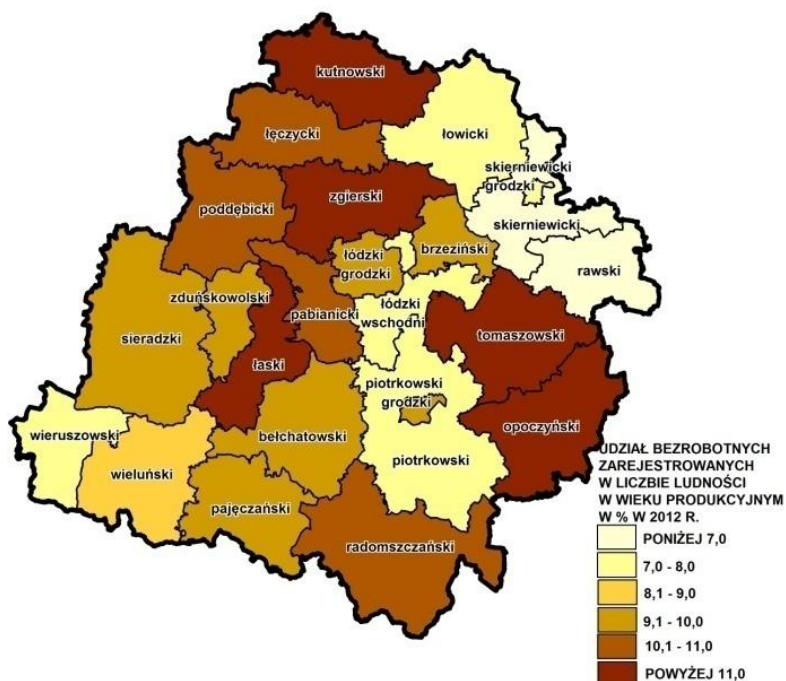 kutnowski
łęczycki
łowicki
skierniewicki
grodzki
zgierski
poddębicki
skierniewicki
łódzki
grodzki
brzeziński
rawski
zduńskowolski
pabianicki
łódzki
wschodni
sieradzki
tomaszowski
łaski
piotrkowski
grodzki
wieruszowski
bełchatowski
opoczyński
wieluński
piotrkowski
pajęczański
radomszczański
UDZIAŁ BEZROBOTNYCH
ZAREJESTROWANYCH
W LICZBIE LUDNOŚCI
W WIEKU PRODUKCYJNYM
W % W 2012 R.
PONIŻEJ 7,0
7,0 - 8,0
8,1 - 9,0
9,1 - 10,0
10,1 - 11,0
POWYŻEJ 11,0